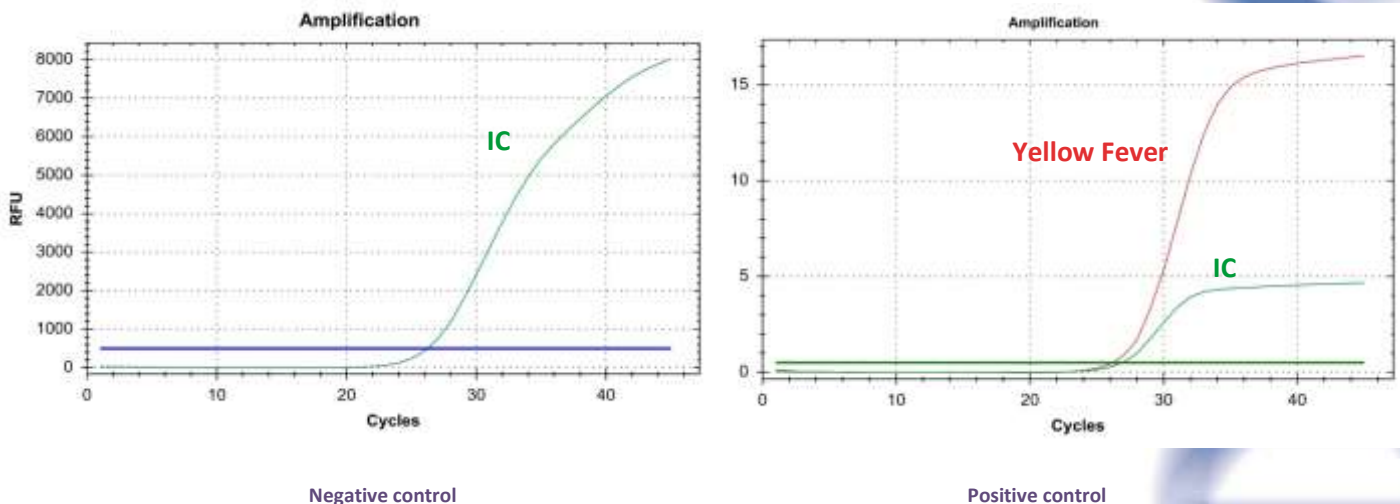 Amplification
8000
7000
6000
5000
4000
3000
2000
1000
0
RFU
IC
0 10 20 30 40
Cycles
Negative control
Amplification
15
10
5
0
Yellow Fever
IC
0 10 20 30 40
Cycles
Positive control